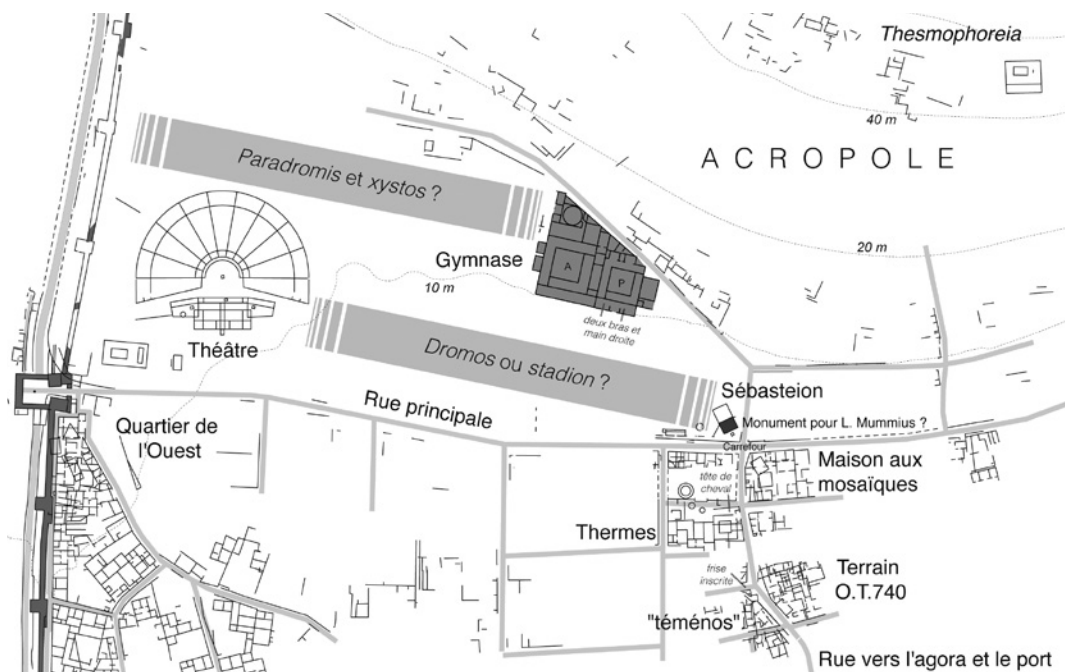 Thesmophoreia
40 m
ACROPOLE
Paradromis et xystos ?
20 m
Gymnase
A
P
10 m
deux bras et
main droite
Théâtre
Dromos ou stadion ?
Sébasteion
Rue principale
Monument pour L. Mummius ?
Quartier de
l'Ouest
Carrefour
Maison aux
mosaïques
tête de
cheval
Thermes
frise
inscrite
Terrain
O.T.740
"téménos"
Rue vers l'agora et le port